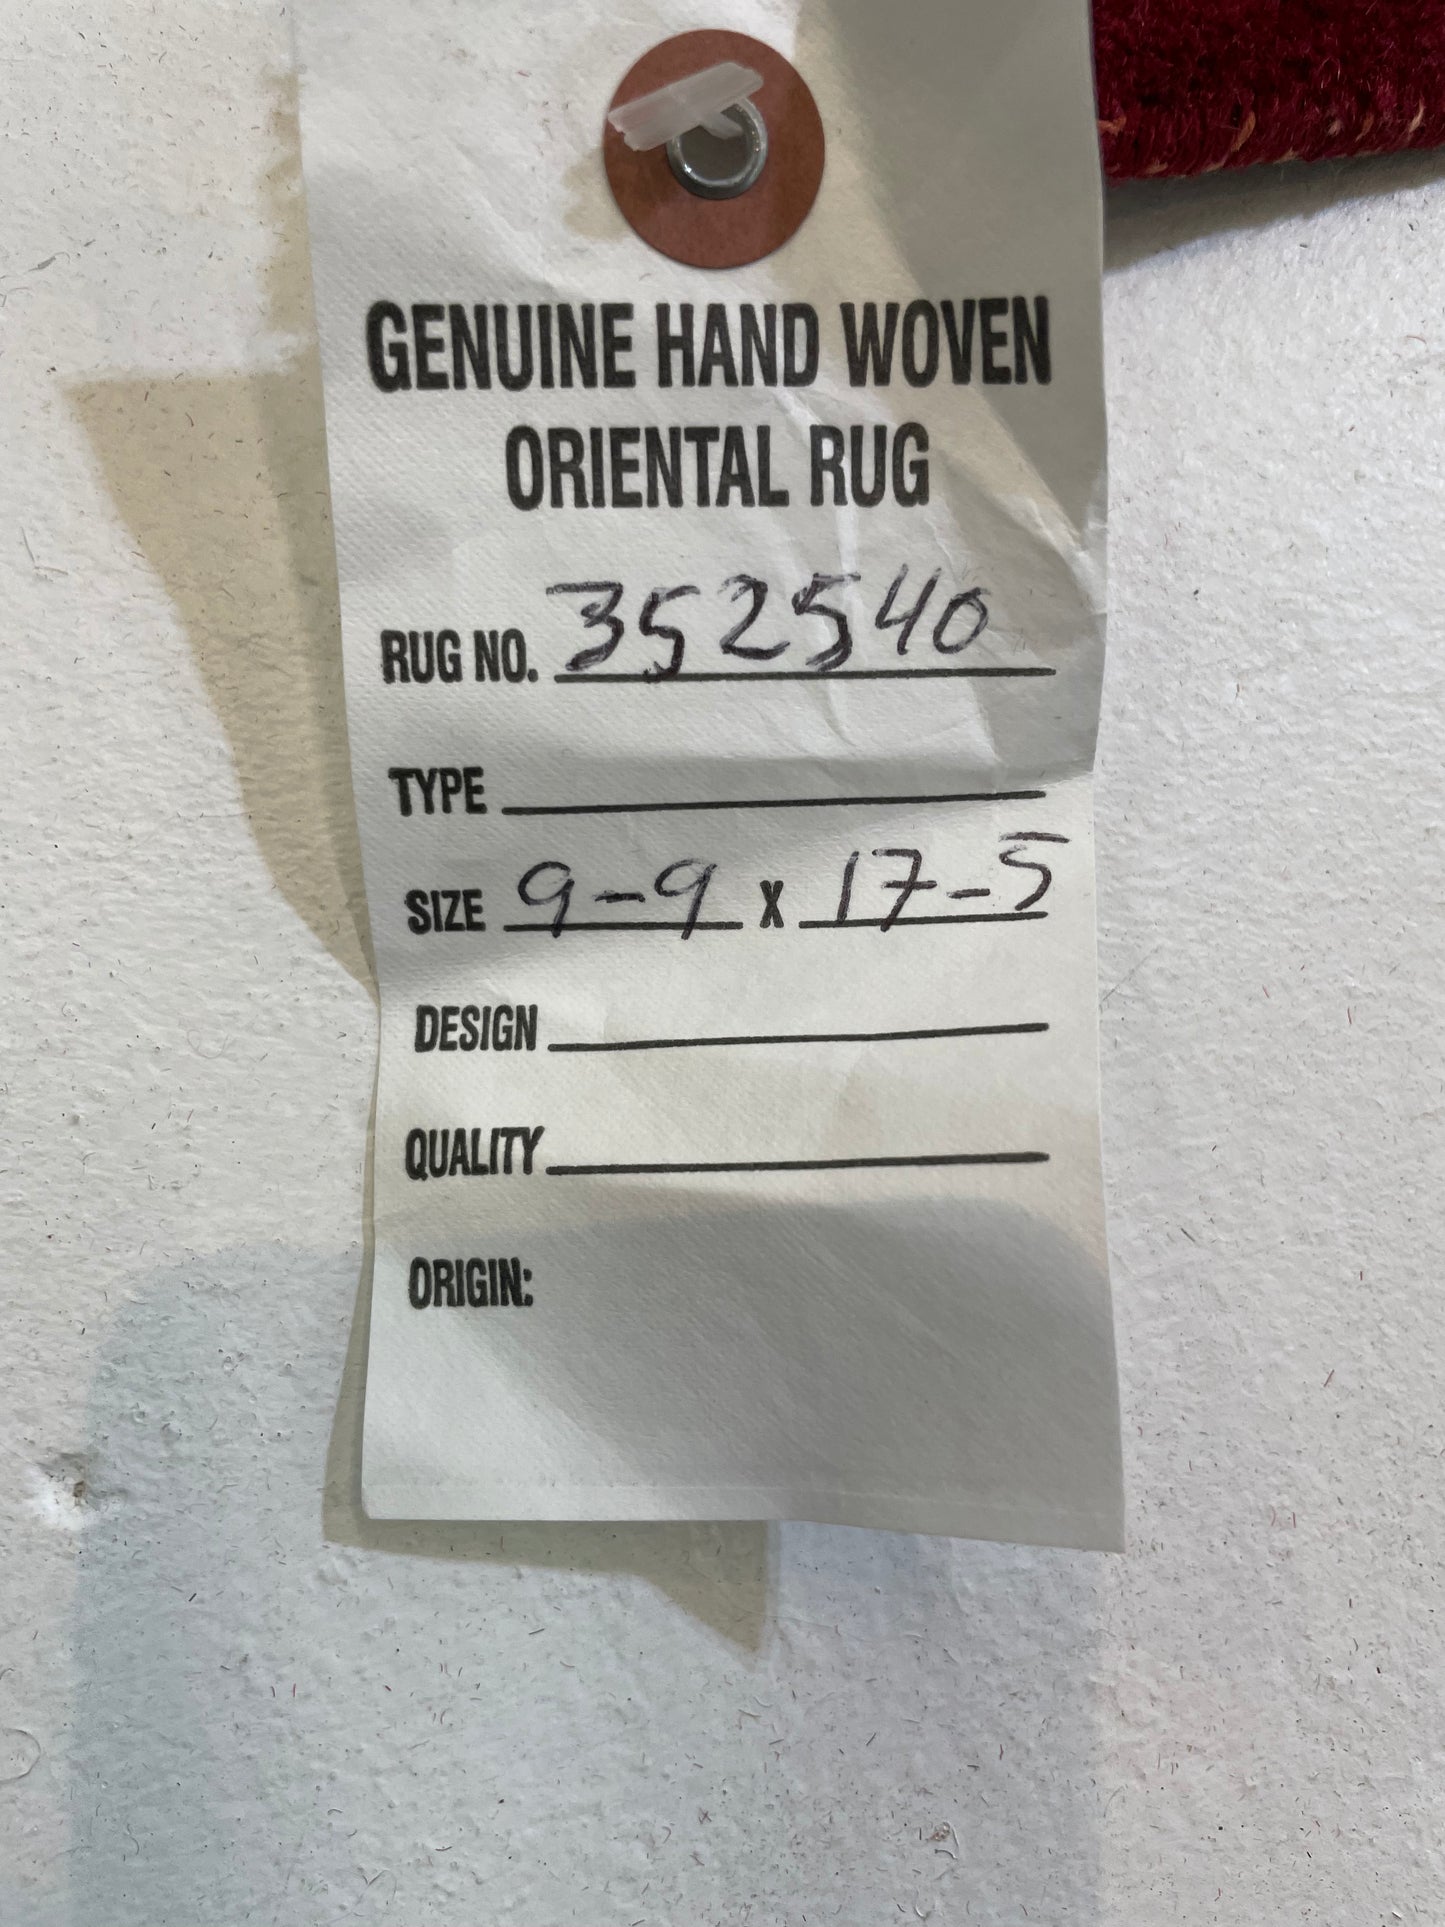 GENUINE HAND WOVEN
ORIENTAL RUG
RUG NO. 352540
TYPE
SIZE 9-9 X 17-5
DESIGN
QUALITY
ORIGIN: